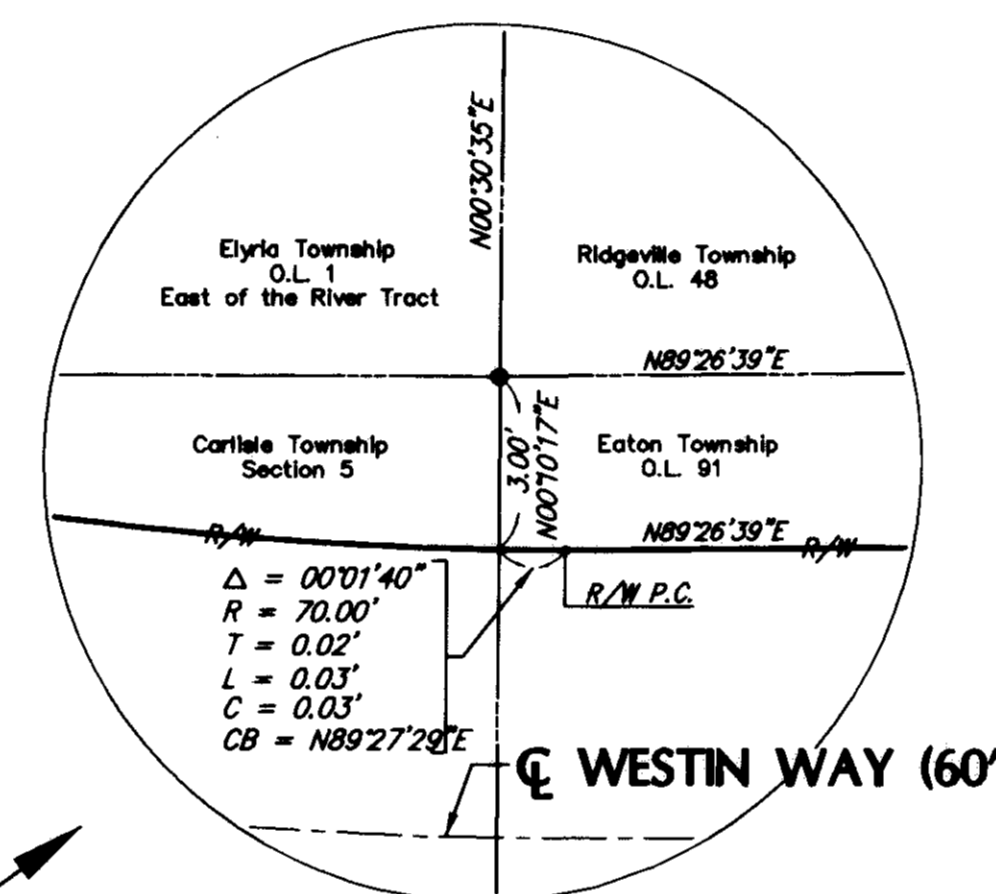 N00°30'35"E
Elyria Township
O.L. 1
East of the River Tract
Ridgeville Township
O.L. 48
N89°26'39"E
Carlisle Township
Section 5
3.00'
N00°10'17"E
Eaton Township
O.L. 91
R/W
N89°26'39"E
R/W
Δ = 00°01'40"
R = 70.00'
T = 0.02'
L = 0.03'
C = 0.03'
CB = N89°27'29"E
R/W P.C.
℄ WESTIN WAY (60'